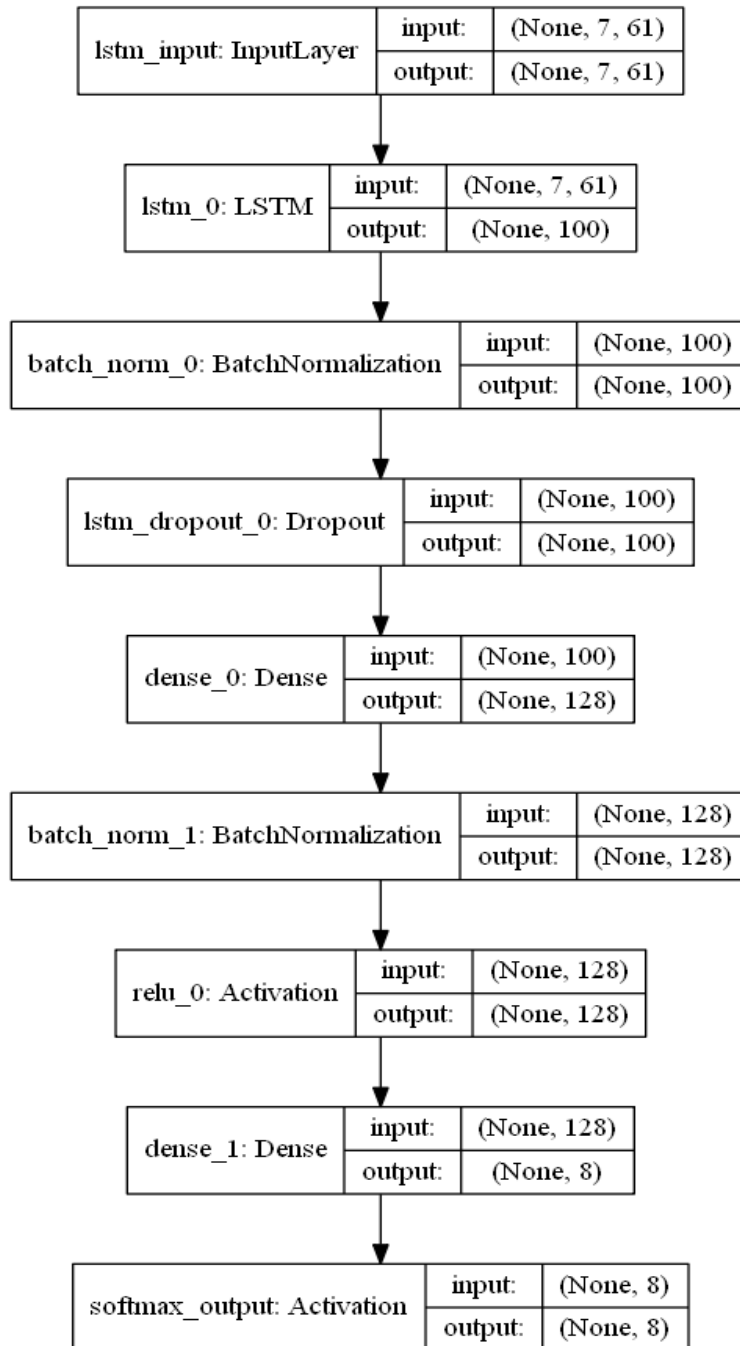 lstm_input: InputLayer
input: (None, 7, 61)
output: (None, 7, 61)
lstm_0: LSTM
input: (None, 7, 61)
output: (None, 100)
batch_norm_0: BatchNormalization
input: (None, 100)
output: (None, 100)
lstm_dropout_0: Dropout
input: (None, 100)
output: (None, 100)
dense_0: Dense
input: (None, 100)
output: (None, 128)
batch_norm_1: BatchNormalization
input: (None, 128)
output: (None, 128)
relu_0: Activation
input: (None, 128)
output: (None, 128)
dense_1: Dense
input: (None, 128)
output: (None, 8)
softmax_output: Activation
input: (None, 8)
output: (None, 8)